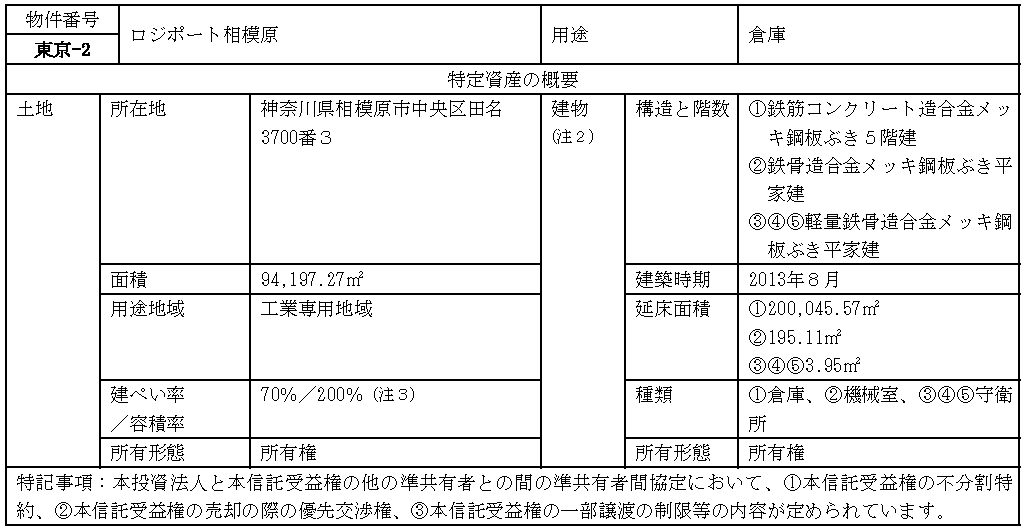 物件番号
東京-2
ロジポート相模原
用途
倉庫
特定資産の概要
土地
所在地
神奈川県相模原市中央区田名
3700番3
建物
(注2)
構造と階数
①鉄筋コンクリート造合金メッ
キ鋼板ぶき5階建
②鉄骨造合金メッキ鋼板ぶき平
家建
③④⑤軽量鉄骨造合金メッキ鋼
板ぶき平家建
面積
94,197.27㎡
建築時期
2013年8月
用途地域
工業専用地域
延床面積
①200,045.57㎡
②195.11㎡
③④⑤3.95㎡
建ぺい率
/容積率
70%/200%(注3)
種類
①倉庫、②機械室、③④⑤守衛
所
所有形態
所有権
所有形態
所有権
特記事項:本投資法人と本信託受益権の他の準共有者との間の準共有者間協定において、①本信託受益権の不分割特
約、②本信託受益権の売却の際の優先交渉権、③本信託受益権の一部譲渡の制限等の内容が定められています。